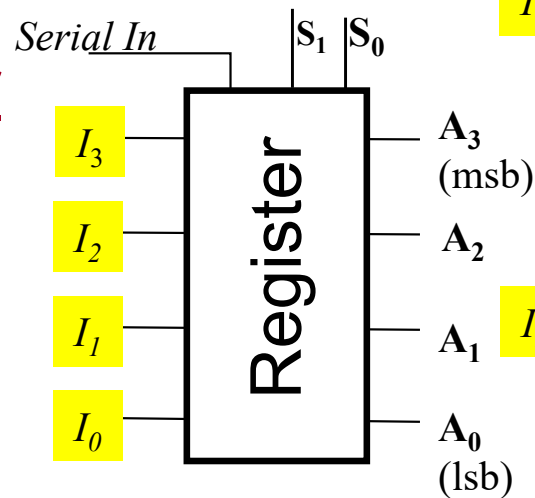 Serial In S₁ S₀
I₃ A₃
(msb)
I₂ A₂
I₁ A₁
I₀ A₀
(lsb)
Register
I
I